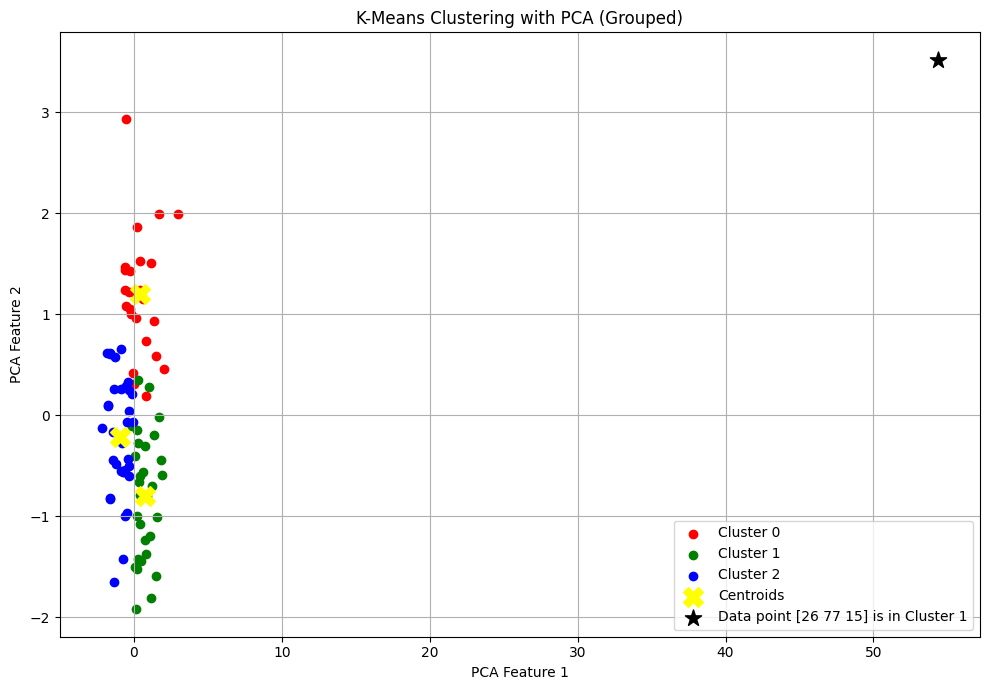 K-Means Clustering with PCA (Grouped)
PCA Feature 2
3
2
1
0
−1
−2
0
10
20
30
40
50
PCA Feature 1
Cluster 0
Cluster 1
Cluster 2
Centroids
Data point [26 77 15] is in Cluster 1